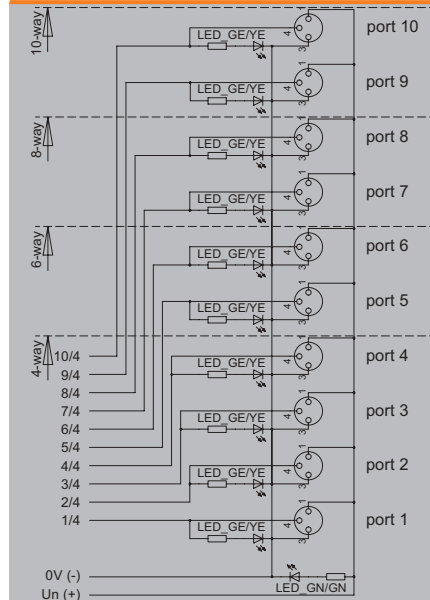 10-way
LED_GE/YE 4 1 3 port 10
LED_GE/YE 4 1 3 port 9
8-way
LED_GE/YE 4 1 3 port 8
LED_GE/YE 4 1 3 port 7
6-way
LED_GE/YE 4 1 3 port 6
LED_GE/YE 4 1 3 port 5
4-way
10/4 LED_GE/YE 4 1 3 port 4
9/4
8/4
7/4 LED_GE/YE 4 1 3 port 3
6/4
5/4
4/4 LED_GE/YE 4 1 3 port 2
3/4
2/4
1/4 LED_GE/YE 4 1 3 port 1
0V (-)
LED_GN/GN
Un (+)